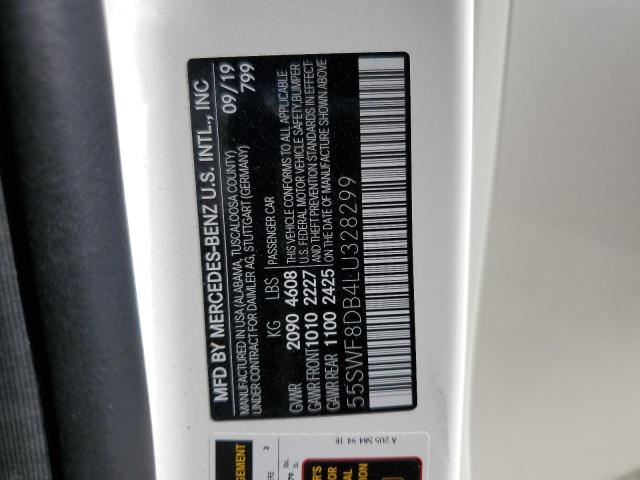 MFD BY MERCEDES-BENZ U.S. INTL., INC
MANUFACTURED IN USA (ALABAMA, TUSCALOOSA COUNTY)
UNDER CONTRACT FOR DAIMLER AG, STUTTGART (GERMANY)
09/19
799
KG LBS
GVWR 2090 4608
GAWR FRONT 1010 2227
GAWR REAR 1100 2425
PASSENGER CAR
THIS VEHICLE CONFORMS TO ALL APPLICABLE
U.S. FEDERAL MOTOR VEHICLE SAFETY, BUMPER
AND THEFT PREVENTION STANDARDS IN EFFECT
ON DATE OF MANUFACTURE SHOWN ABOVE
55SWF8DB4LU328299
A 205 584 94 18